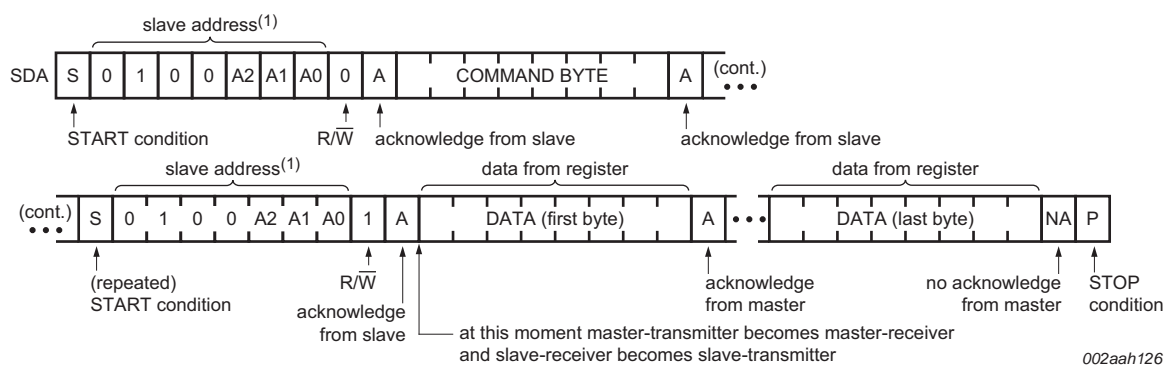 slave address(1)
SDA S 0 1 0 0 A2 A1 A0 0 A COMMAND BYTE A (cont.)
START condition R/W̅ acknowledge from slave acknowledge from slave
slave address(1) data from register data from register
(cont.) S 0 1 0 0 A2 A1 A0 1 A DATA (first byte) A DATA (last byte) NA P
(repeated)
START condition
R/W̅
acknowledge
from slave
acknowledge
from master
no acknowledge
from master
STOP
condition
at this moment master-transmitter becomes master-receiver
and slave-receiver becomes slave-transmitter
002aah126